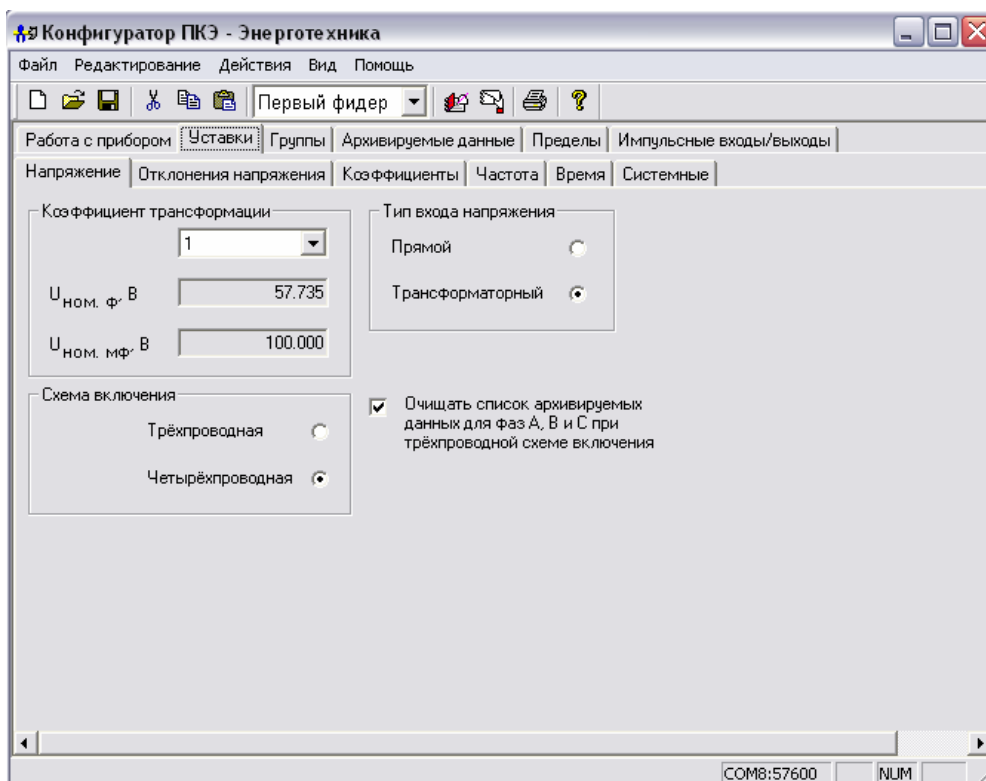 Конфигуратор ПКЭ - Энерготехника
Файл Редактирование Действия Вид Помощь
Первый фидер
Работа с прибором Уставки Группы Архивируемые данные Пределы Импульсные входы/выходы
Напряжение Отклонения напряжения Коэффициенты Частота Время Системные
Коэффициент трансформации
1
Uном. ф, В 57.735
Uном. мф, В 100.000
Тип входа напряжения
Прямой
Трансформаторный
Схема включения
Трёхпроводная
Четырёхпроводная
Очищать список архивируемых
данных для фаз А, В и С при
трёхпроводной схеме включения
COM8:57600 NUM